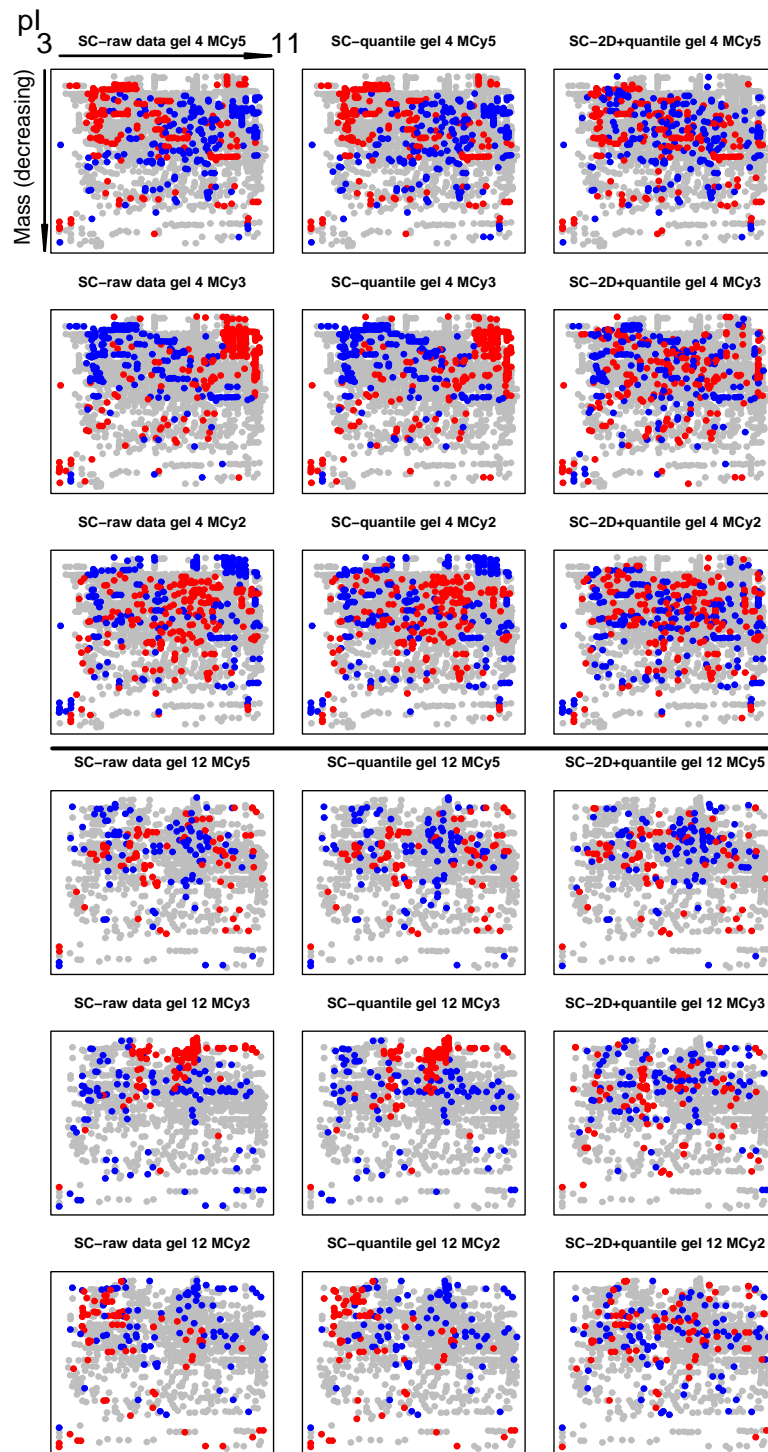 pI
3 11
Mass (decreasing)
SC−raw data gel 4 MCy5 SC−quantile gel 4 MCy5 SC−2D+quantile gel 4 MCy5
SC−raw data gel 4 MCy3 SC−quantile gel 4 MCy3 SC−2D+quantile gel 4 MCy3
SC−raw data gel 4 MCy2 SC−quantile gel 4 MCy2 SC−2D+quantile gel 4 MCy2
SC−raw data gel 12 MCy5 SC−quantile gel 12 MCy5 SC−2D+quantile gel 12 MCy5
SC−raw data gel 12 MCy3 SC−quantile gel 12 MCy3 SC−2D+quantile gel 12 MCy3
SC−raw data gel 12 MCy2 SC−quantile gel 12 MCy2 SC−2D+quantile gel 12 MCy2